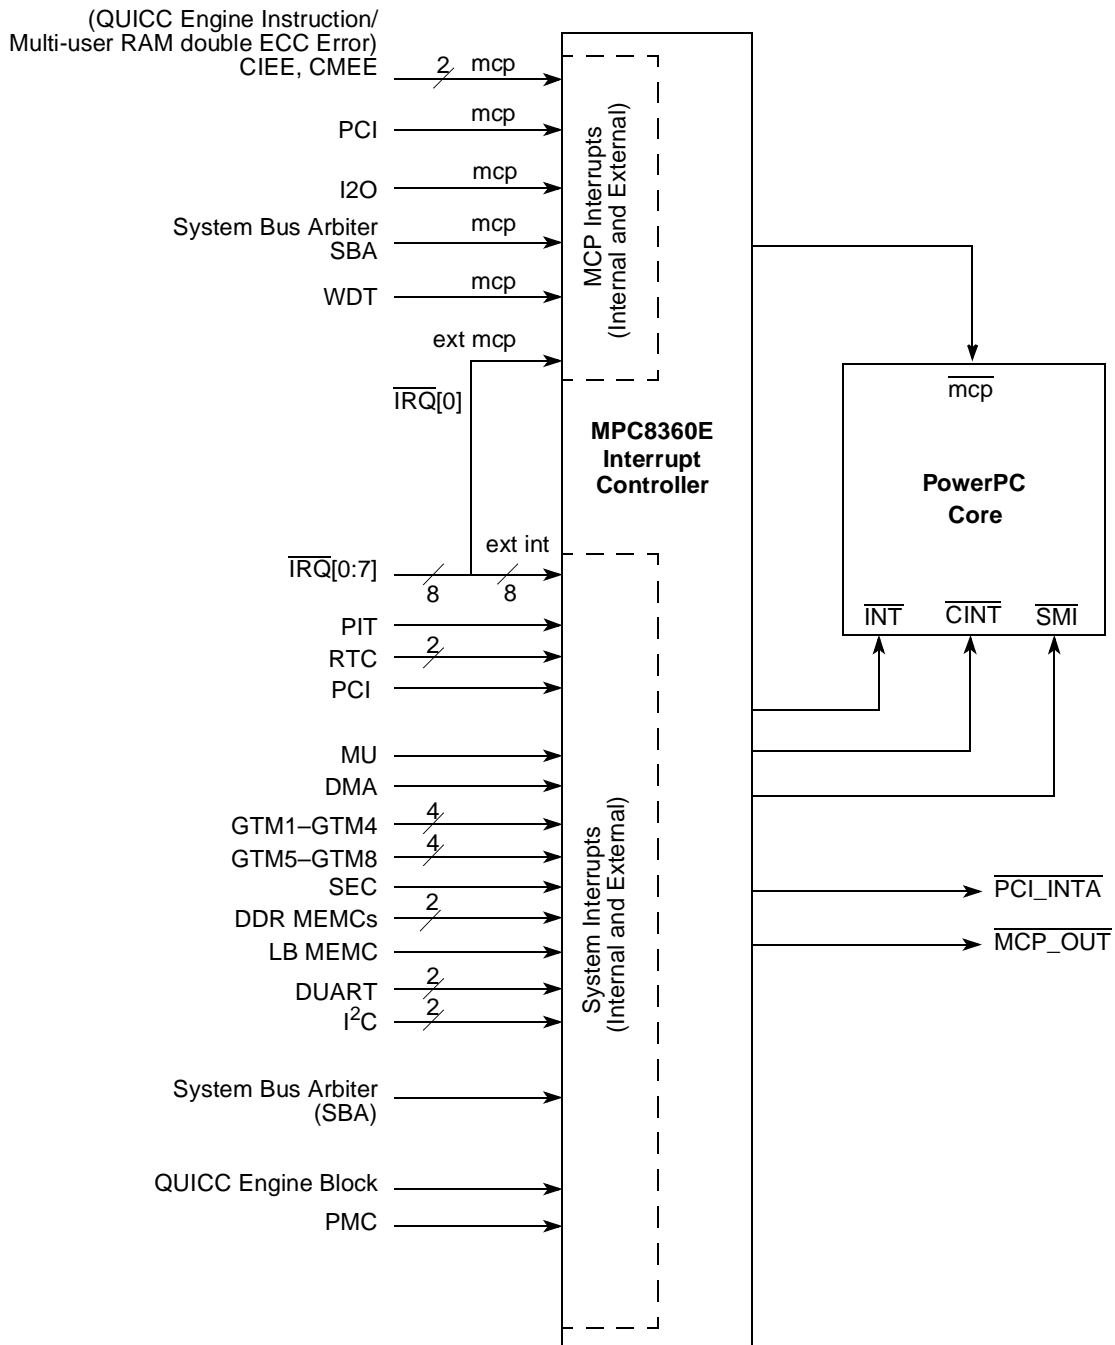 (QUICC Engine Instruction/
Multi-user RAM double ECC Error)
CIEE, CMEE
2
mcp
PCI
mcp
I2O
mcp
System Bus Arbiter
SBA
mcp
WDT
mcp
ext mcp
IRQ[0]
MCP Interrupts
(Internal and External)
MPC8360E
Interrupt
Controller
mcp
PowerPC
Core
INT
CINT
SMI
IRQ[0:7]
8
ext int
8
PIT
RTC
2
PCI
MU
DMA
GTM1–GTM4
4
GTM5–GTM8
4
SEC
DDR MEMCs
2
LB MEMC
DUART
2
I²C
2
System Bus Arbiter
(SBA)
QUICC Engine Block
PMC
System Interrupts
(Internal and External)
PCI_INTA
MCP_OUT